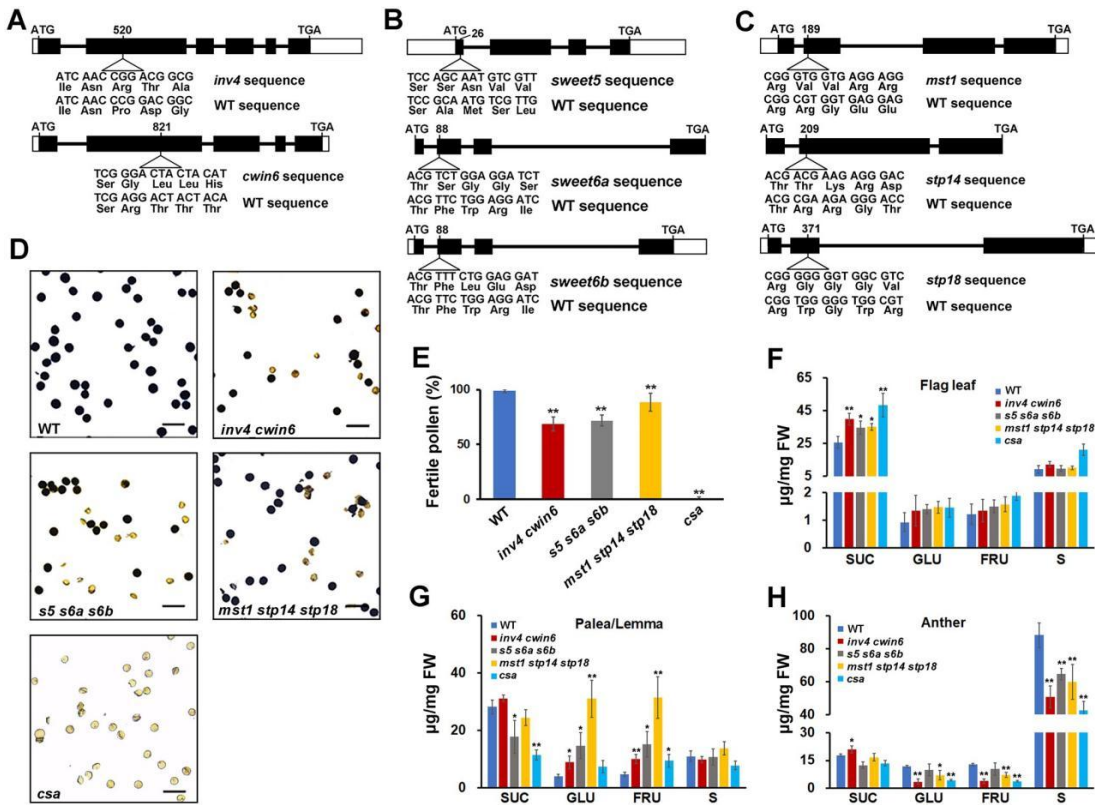 A
ATG 520 TGA
ATC AAC CGG ACG GCG
Ile Asn Arg Thr Ala
inv4 sequence
ATC AAC CCG GAC GGC
Ile Asn Pro Asp Gly
WT sequence
ATG 821 TGA
TCG GGA CTA CTA CAT
Ser Gly Leu Leu His
cwin6 sequence
TCG AGG ACT ACT ACA
Ser Arg Thr Thr Thr
WT sequence
B
ATG 26 TGA
TCC AGC AAT GTC GTT
Ser Ser Asn Val Val
sweet5 sequence
TCC GCA ATG TCG TTG
Ser Ala Met Ser Leu
WT sequence
ATG 88 TGA
ACG TCT GGA GGA TCT
Thr Ser Gly Gly Ser
sweet6a sequence
ACG TTC TGG AGG ATC
Thr Phe Trp Arg Ile
WT sequence
ATG 88 TGA
ACG TTT CTG GAG GAT
Thr Phe Leu Glu Asp
sweet6b sequence
ACG TTC TGG AGG ATC
Thr Phe Trp Arg Ile
WT sequence
C
ATG 189 TGA
CGG GTG GTG AGG AGG
Arg Val Val Arg Arg
mst1 sequence
CGG CGT GGT GAG GAG
Arg Arg Gly Glu Glu
WT sequence
ATG 209 TGA
ACG ACG AAG AGG GAC
Thr Thr Lys Arg Asp
stp14 sequence
ACG CGA AGA GGG ACC
Thr Arg Arg Gly Thr
WT sequence
ATG 371 TGA
CGG GGG GGT GGC GTC
Arg Gly Gly Gly Val
stp18 sequence
CGG TGG GGG TGG CGT
Arg Trp Gly Trp Arg
WT sequence
D
WT
inv4 cwin6
s5 s6a s6b
mst1 stp14 stp18
csa
E
Fertile pollen (%)
100
50
0
**
**
**
**
WT
inv4 cwin6
s5 s6a s6b
mst1 stp14 stp18
csa
F
Flag leaf
µg/mg FW
65
45
25
5
2
1
0
WT
inv4 cwin6
s5 s6a s6b
mst1 stp14 stp18
csa
** * * **
SUC GLU FRU S
G
Palea/Lemma
µg/mg FW
60
40
20
0
WT
inv4 cwin6
s5 s6a s6b
mst1 stp14 stp18
csa
* ** * * ** ** * ** *
SUC GLU FRU S
H
Anther
µg/mg FW
100
80
60
40
30
15
0
WT
inv4 cwin6
s5 s6a s6b
mst1 stp14 stp18
csa
* ** * ** ** ** ** ** ** ** **
SUC GLU FRU S